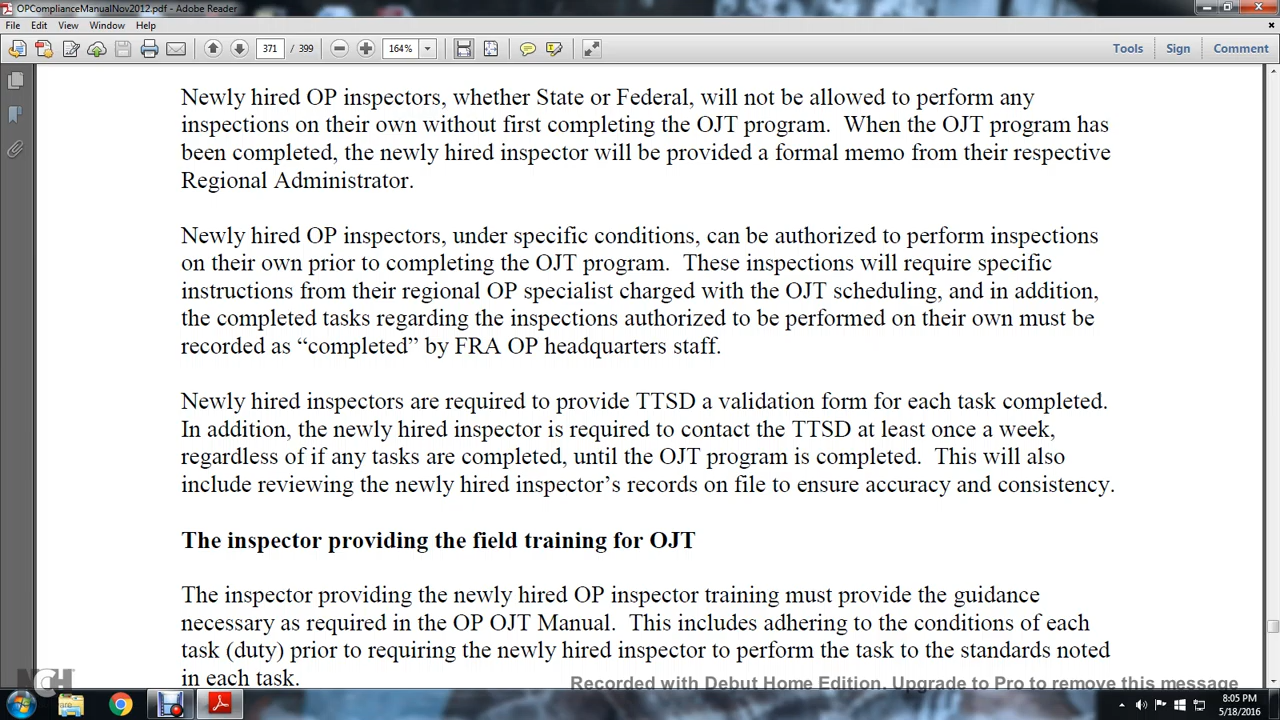 OPComplianceManualNov2012.pdf - Adobe Reader
File Edit View Window Help
371 / 399 164% Tools Sign Comment
Newly hired OP inspectors, whether State or Federal, will not be allowed to perform any
inspections on their own without first completing the OJT program. When the OJT program has
been completed, the newly hired inspector will be provided a formal memo from their respective
Regional Administrator.
Newly hired OP inspectors, under specific conditions, can be authorized to perform inspections
on their own prior to completing the OJT program. These inspections will require specific
instructions from their regional OP specialist charged with the OJT scheduling, and in addition,
the completed tasks regarding the inspections authorized to be performed on their own must be
recorded as “completed” by FRA OP headquarters staff.
Newly hired inspectors are required to provide TTSD a validation form for each task completed.
In addition, the newly hired inspector is required to contact the TTSD at least once a week,
regardless of if any tasks are completed, until the OJT program is completed. This will also
include reviewing the newly hired inspector’s records on file to ensure accuracy and consistency.
The inspector providing the field training for OJT
The inspector providing the newly hired OP inspector training must provide the guidance
necessary as required in the OP OJT Manual. This includes adhering to the conditions of each
task (duty) prior to requiring the newly hired inspector to perform the task to the standards noted
in each task.
Recorded with Debut Home Edition. Upgrade to Pro to remove this message
NCH
8:05 PM
5/18/2016